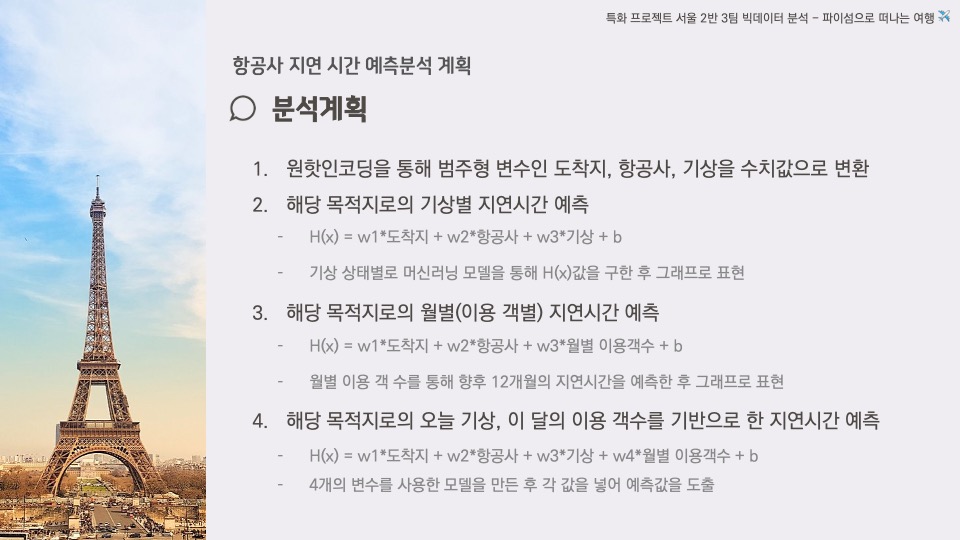 특화 프로젝트 서울 2반 3팀 빅데이터 분석 – 파이썸으로 떠나는 여행 ✈️
항공사 지연 시간 예측분석 계획
분석계획
1. 원핫인코딩을 통해 범주형 변수인 도착지, 항공사, 기상을 수치값으로 변환
2. 해당 목적지로의 기상별 지연시간 예측
- H(x) = w1*도착지 + w2*항공사 + w3*기상 + b
- 기상 상태별로 머신러닝 모델을 통해 H(x)값을 구한 후 그래프로 표현
3. 해당 목적지로의 월별(이용 객별) 지연시간 예측
- H(x) = w1*도착지 + w2*항공사 + w3*월별 이용객수 + b
- 월별 이용 객 수를 통해 향후 12개월의 지연시간을 예측한 후 그래프로 표현
4. 해당 목적지로의 오늘 기상, 이 달의 이용 객수를 기반으로 한 지연시간 예측
- H(x) = w1*도착지 + w2*항공사 + w3*기상 + w4*월별 이용객수 + b
- 4개의 변수를 사용한 모델을 만든 후 각 값을 넣어 예측값을 도출